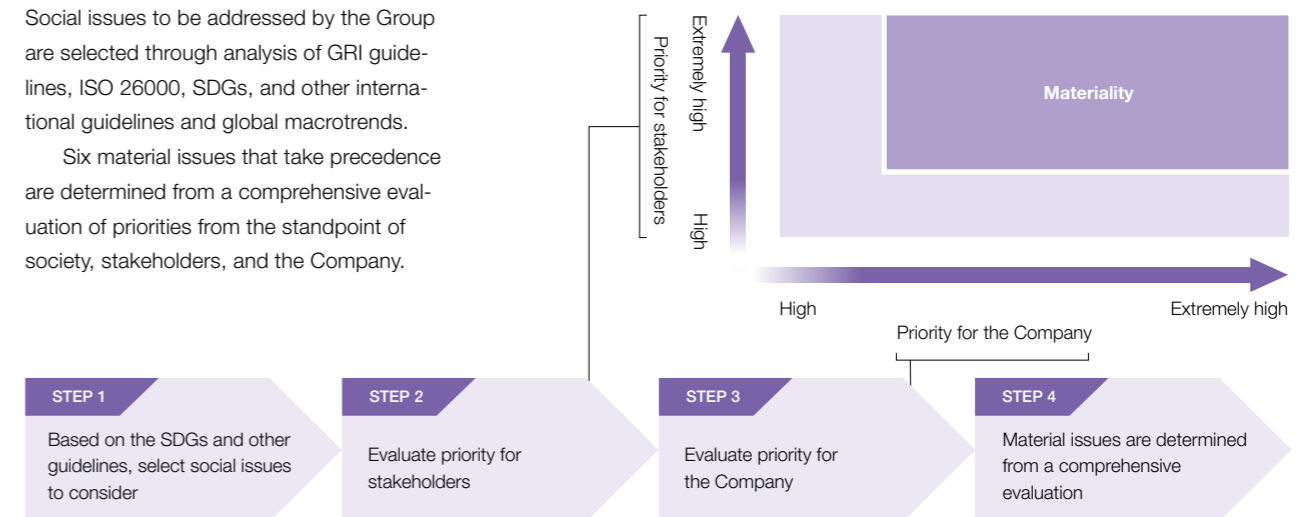 Social issues to be addressed by the Group
are selected through analysis of GRI guide-
lines, ISO 26000, SDGs, and other interna-
tional guidelines and global macrotrends.
Six material issues that take precedence
are determined from a comprehensive eval-
uation of priorities from the standpoint of
society, stakeholders, and the Company.
Priority for stakeholders
Extremely high
High
Materiality
High
Extremely high
Priority for the Company
STEP 1
Based on the SDGs and other
guidelines, select social issues
to consider
STEP 2
Evaluate priority for
stakeholders
STEP 3
Evaluate priority for
the Company
STEP 4
Material issues are determined
from a comprehensive
evaluation